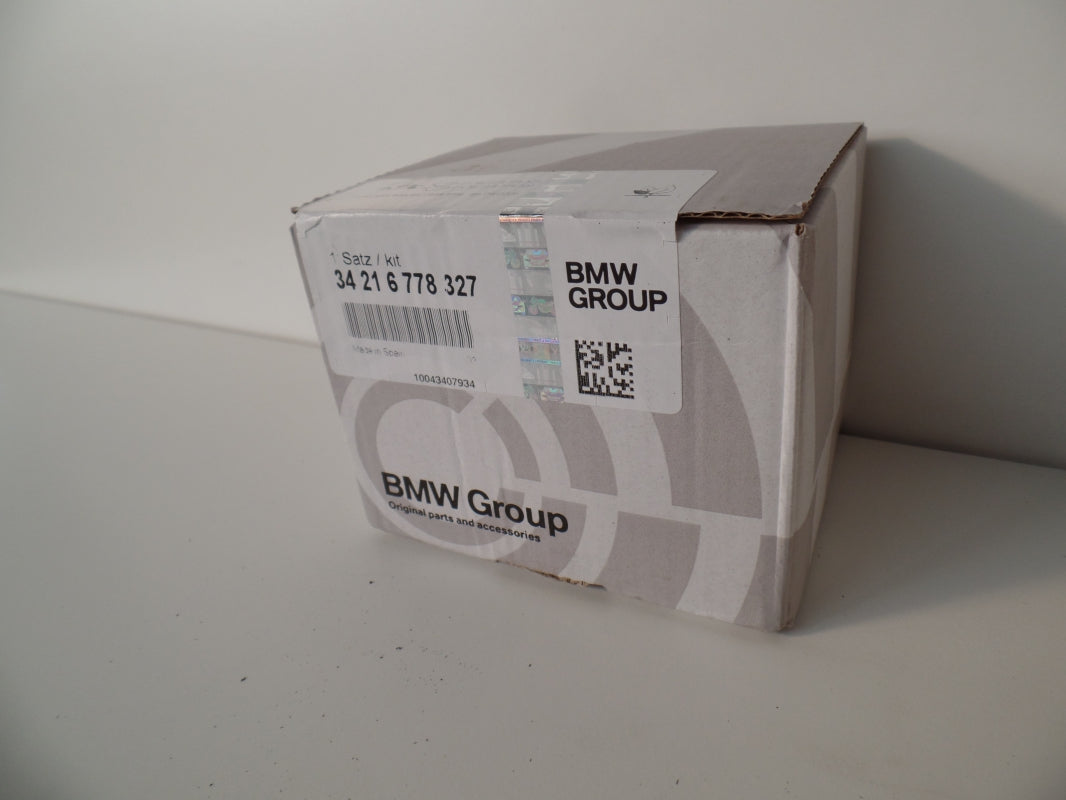 1 Satz / kit
34 21 6 778 327
Made in Spain
10043407934
BMW
GROUP
BMW Group
Original parts and accessories